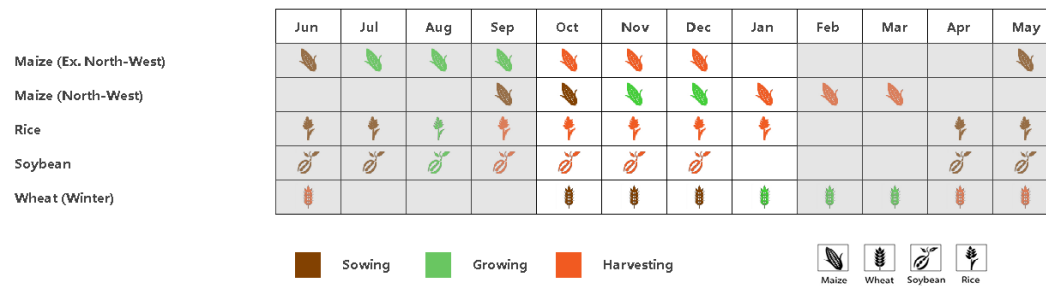 Jun Jul Aug Sep Oct Nov Dec Jan Feb Mar Apr May
Maize (Ex. North-West)
Maize (North-West)
Rice
Soybean
Wheat (Winter)
Sowing Growing Harvesting
Maize Wheat Soybean Rice